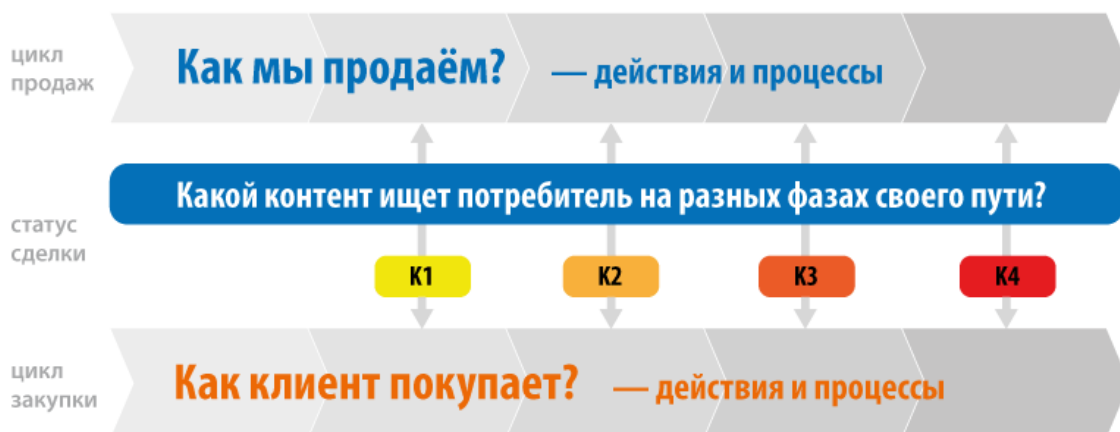 цикл
продаж
Как мы продаём? — действия и процессы
Какой контент ищет потребитель на разных фазах своего пути?
статус
сделки
К1 К2 К3 К4
цикл
закупки
Как клиент покупает? — действия и процессы